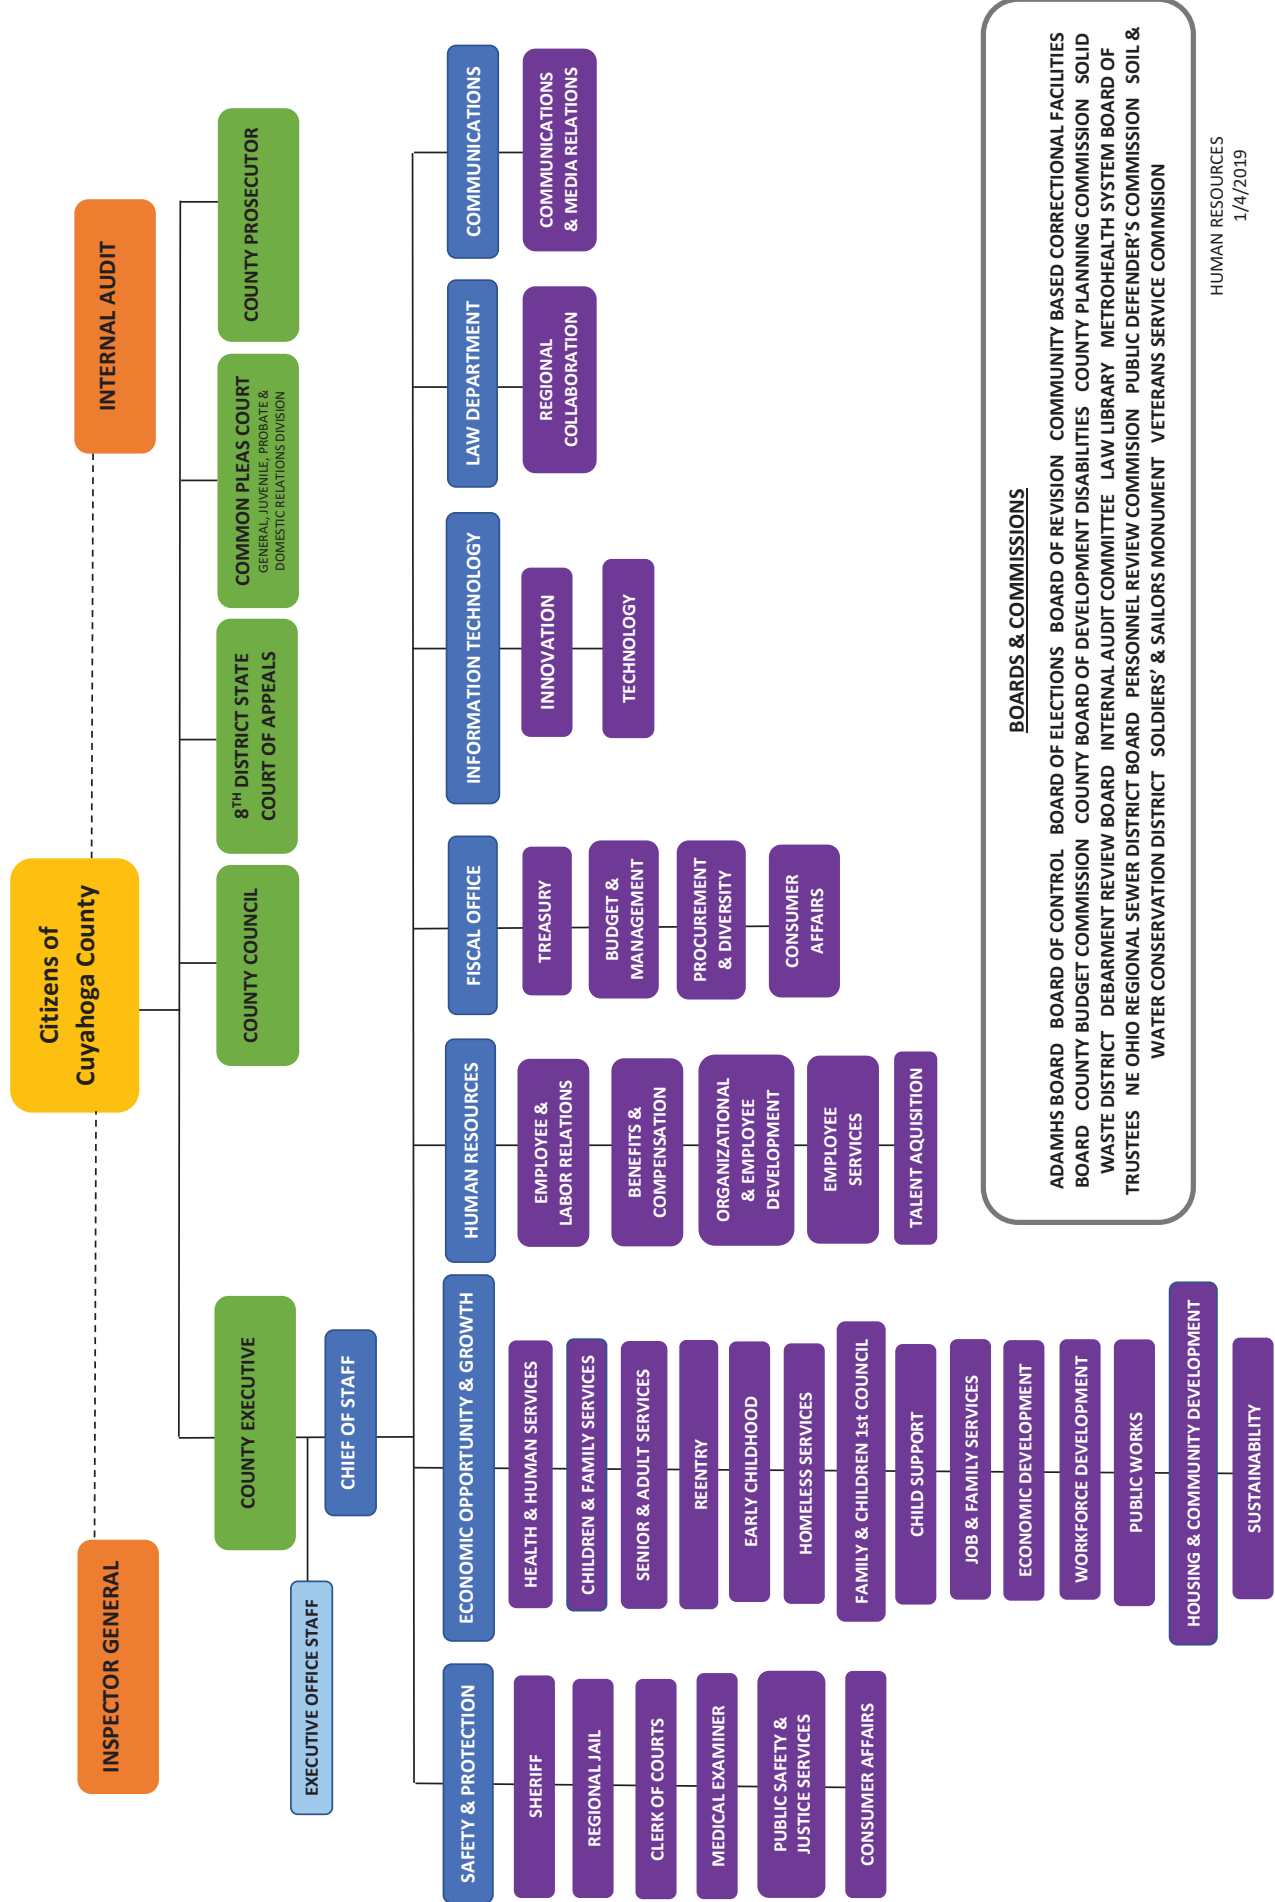 Citizens of
Cuyahoga County
INSPECTOR GENERAL
INTERNAL AUDIT
COUNTY EXECUTIVE
COUNTY COUNCIL
8TH DISTRICT STATE
COURT OF APPEALS
COMMON PLEAS COURT
GENERAL, JUVENILE, PROBATE &
DOMESTIC RELATIONS DIVISION
COUNTY PROSECUTOR
EXECUTIVE OFFICE STAFF
CHIEF OF STAFF
SAFETY & PROTECTION
SHERIFF
REGIONAL JAIL
CLERK OF COURTS
MEDICAL EXAMINER
PUBLIC SAFETY &
JUSTICE SERVICES
CONSUMER AFFAIRS
ECONOMIC OPPORTUNITY & GROWTH
HEALTH & HUMAN SERVICES
CHILDREN & FAMILY SERVICES
SENIOR & ADULT SERVICES
REENTRY
EARLY CHILDHOOD
HOMELESS SERVICES
FAMILY & CHILDREN 1st COUNCIL
CHILD SUPPORT
JOB & FAMILY SERVICES
ECONOMIC DEVELOPMENT
WORKFORCE DEVELOPMENT
PUBLIC WORKS
HOUSING & COMMUNITY DEVELOPMENT
SUSTAINABILITY
HUMAN RESOURCES
EMPLOYEE &
LABOR RELATIONS
BENEFITS &
COMPENSATION
ORGANIZATIONAL
& EMPLOYEE
DEVELOPMENT
EMPLOYEE
SERVICES
TALENT AQUISITION
FISCAL OFFICE
TREASURY
BUDGET &
MANAGEMENT
PROCUREMENT
& DIVERSITY
CONSUMER
AFFAIRS
INFORMATION TECHNOLOGY
INNOVATION
TECHNOLOGY
LAW DEPARTMENT
REGIONAL
COLLABORATION
COMMUNICATIONS
COMMUNICATIONS
& MEDIA RELATIONS
BOARDS & COMMISSIONS
ADAMHS BOARD BOARD OF CONTROL BOARD OF ELECTIONS BOARD OF REVISION COMMUNITY BASED CORRECTIONAL FACILITIES
BOARD COUNTY BUDGET COMMISSION COUNTY BOARD OF DEVELOPMENT DISABILITIES COUNTY PLANNING COMMISSION SOLID
WASTE DISTRICT DEBARMENT REVIEW BOARD INTERNAL AUDIT COMMITTEE LAW LIBRARY METROHEALTH SYSTEM BOARD OF
TRUSTEES NE OHIO REGIONAL SEWER DISTRICT BOARD PERSONNEL REVIEW COMMISION PUBLIC DEFENDER'S COMMISSION SOIL &
WATER CONSERVATION DISTRICT SOLDIERS' & SAILORS MONUMENT VETERANS SERVICE COMMISION
HUMAN RESOURCES
1/4/2019